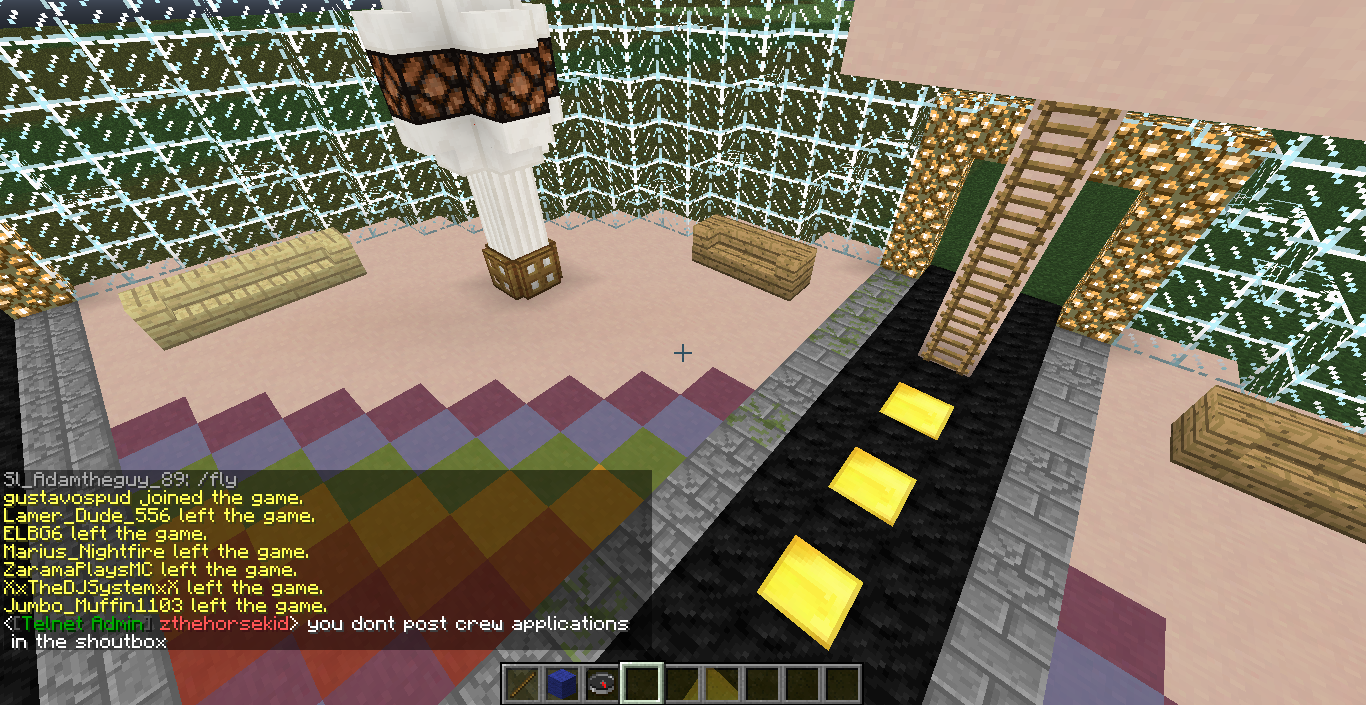 Sl_Adamtheguy_89: /fly
gustavospud joined the game.
Lamer_Dude_556 left the game.
ELBG6 left the game.
Marius_Nightfire left the game.
ZaramaPlaysMC left the game.
XxTheDJSystemxX left the game.
Jumbo_Muffin1103 left the game.
<[Telnet Admin] zthehorsekid> you dont post crew applications
in the shoutbox